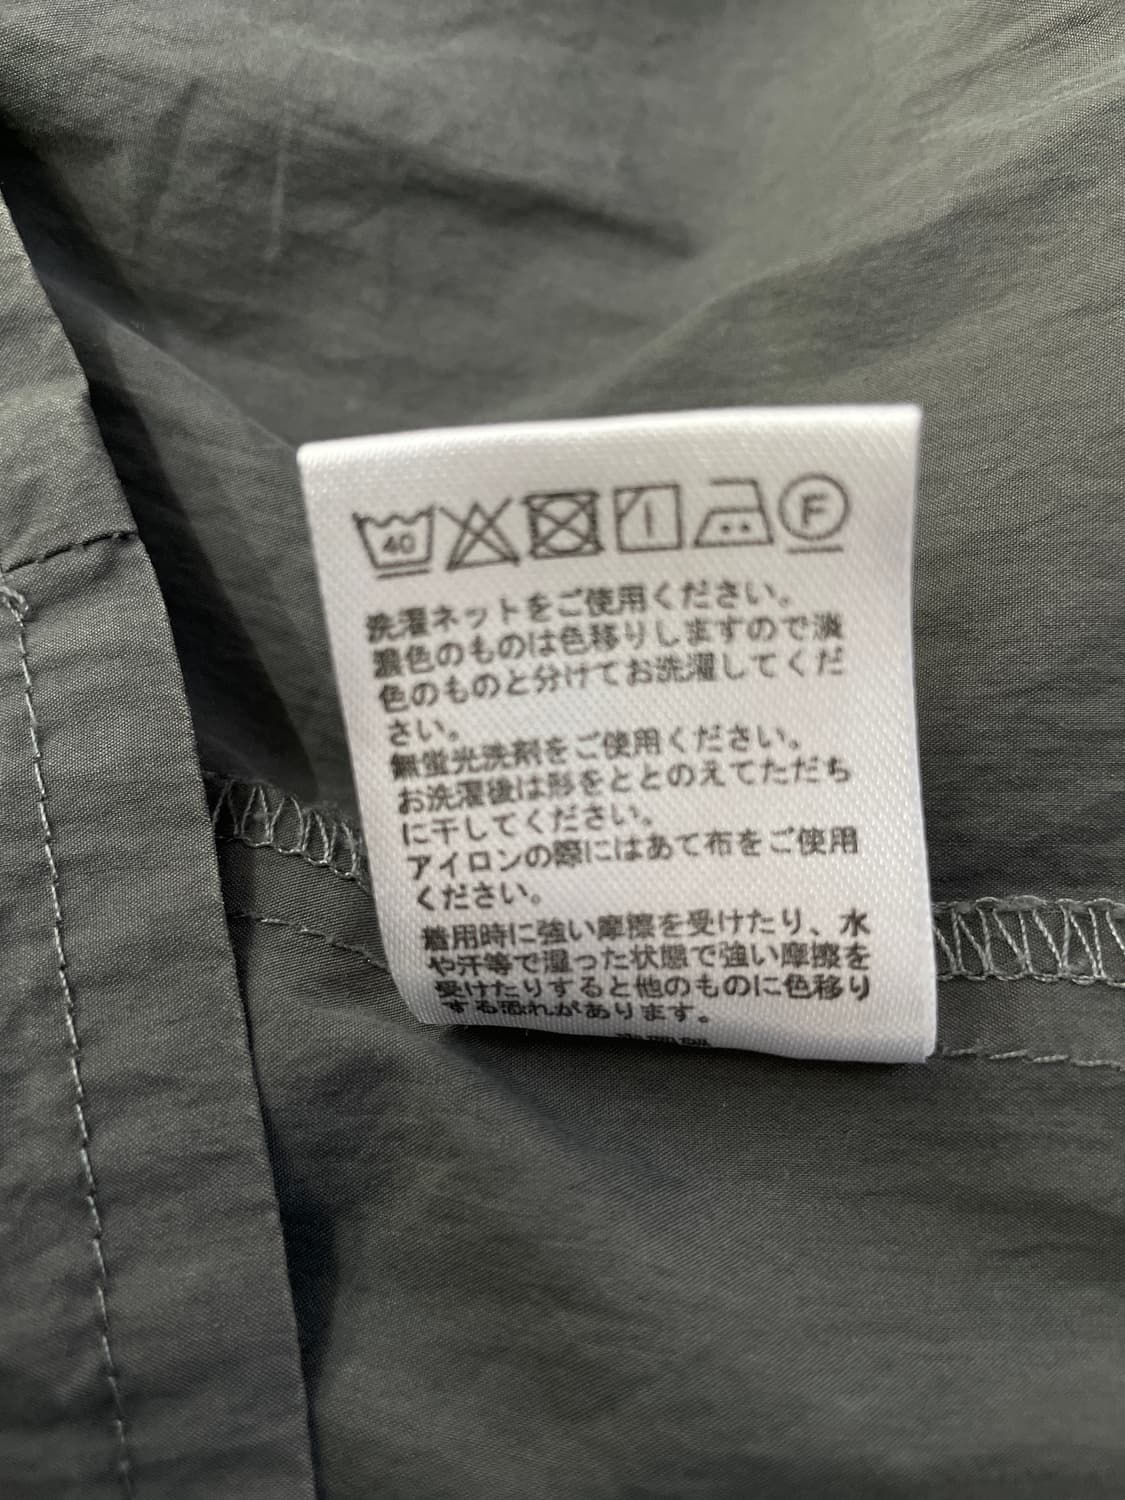 40 F
洗濯ネットをご使用ください。
濃色のものは色移りしますので淡
色のものと分けてお洗濯してくだ
さい。
無蛍光洗剤をご使用ください。
お洗濯後は形をととのえてただち
に干してください。
アイロンの際にはあて布をご使用
ください。
着用時に強い摩擦を受けたり、水
や汗等で湿った状態で強い摩擦を
受けたりすると他のものに色移り
する恐れがあります。